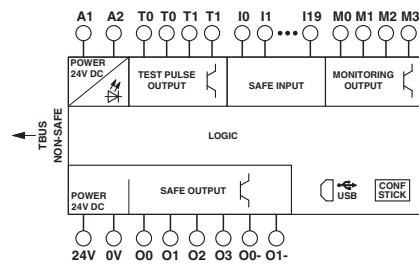 A1 A2 T0 T0 T1 T1 I0 I1 ••• I19 M0 M1 M2 M3
POWER
24V DC
TEST PULSE
OUTPUT
SAFE INPUT
MONITORING
OUTPUT
TBUS
NON-SAFE
LOGIC
POWER
24V DC
SAFE OUTPUT
USB
CONF
STICK
24V 0V O0 O1 O2 O3 O0- O1-